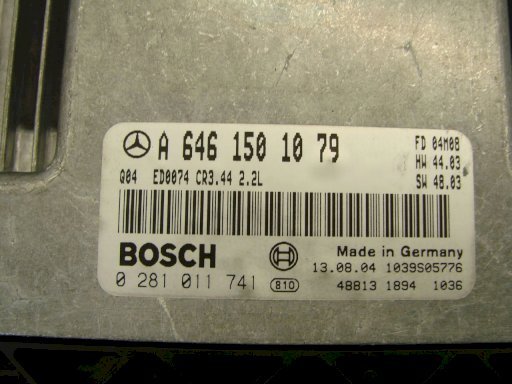 A 646 150 10 79
FD 04M08
HW 44.03
Q04 ED0074 CR3.44 2.2L
SW 48.03
BOSCH
Made in Germany
13.08.04 1039S05776
0 281 011 741 810
48813 1894 1036